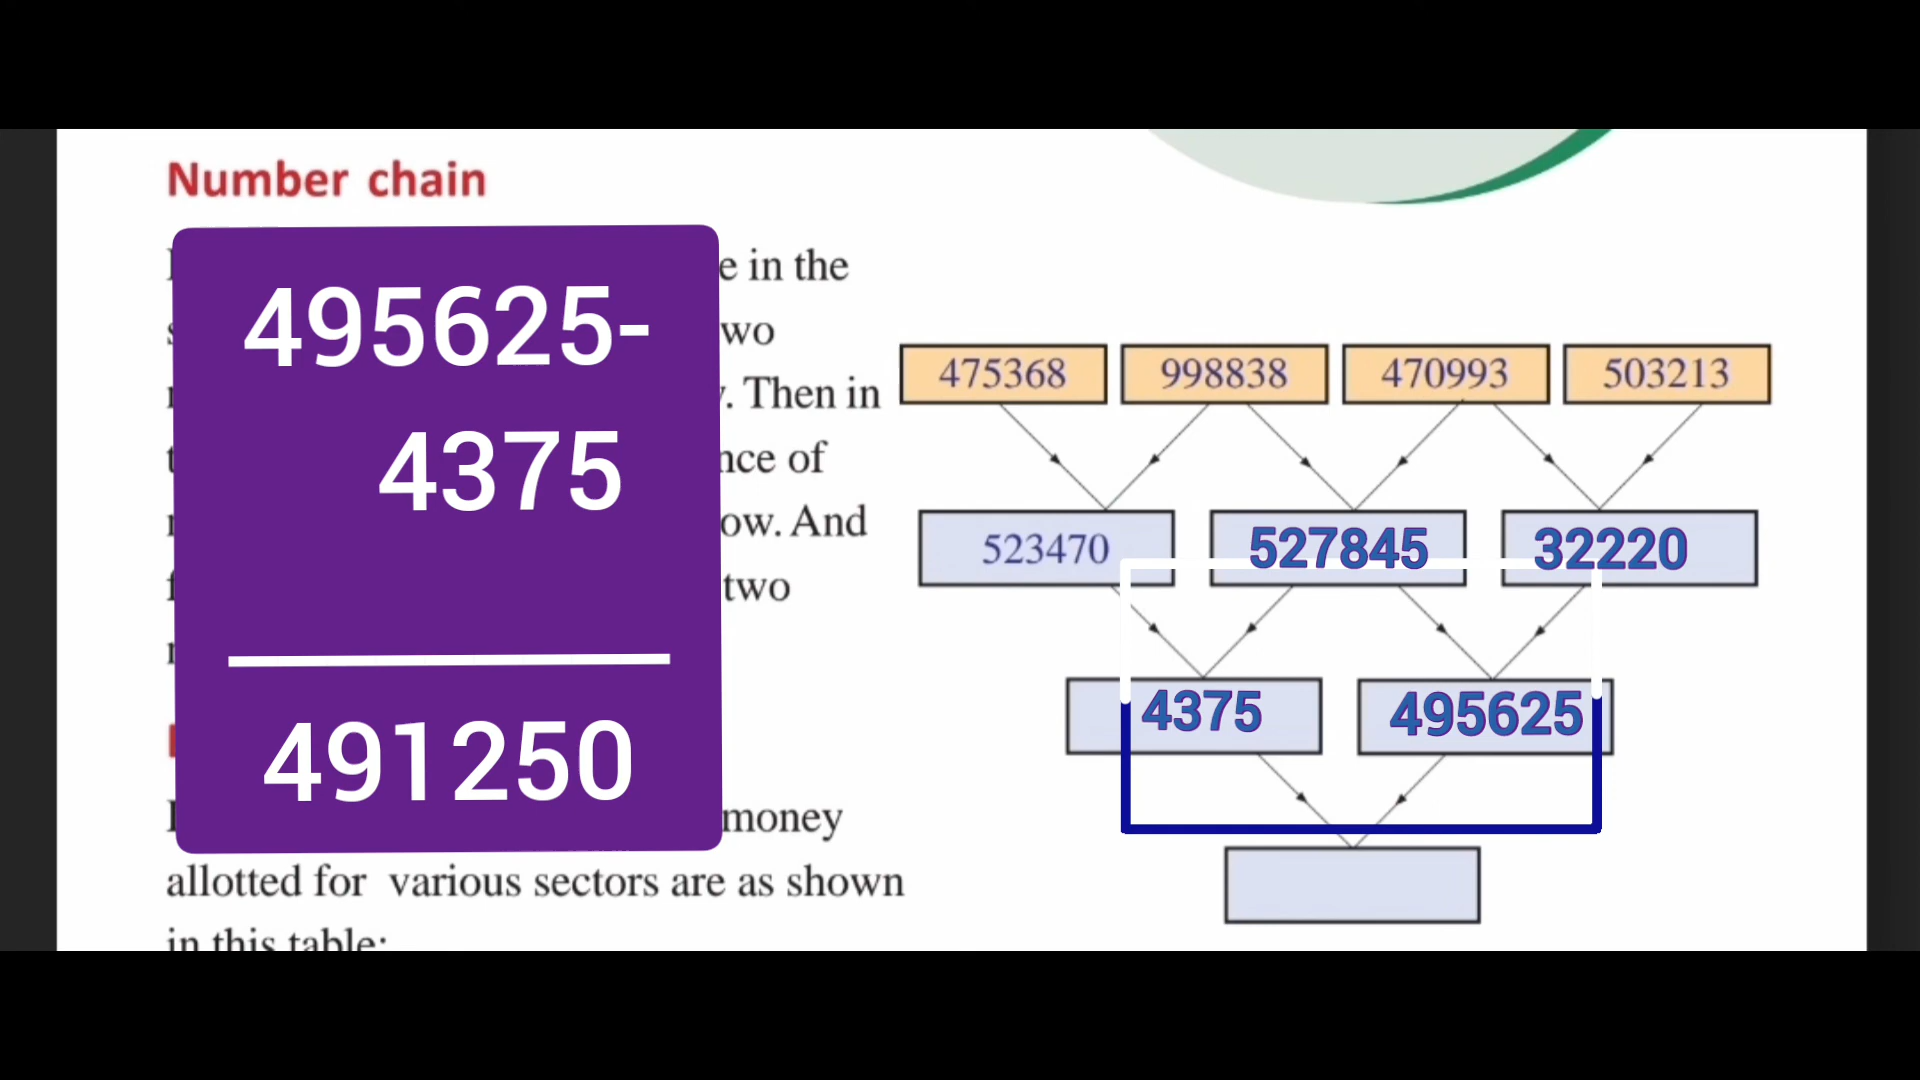 Number chain
495625-
4375
491250
e in the
wo
. Then in
nce of
ow. And
two
money
allotted for various sectors are as shown
in this table:
475368 998838 470993 503213
523470 527845 32220
4375 495625